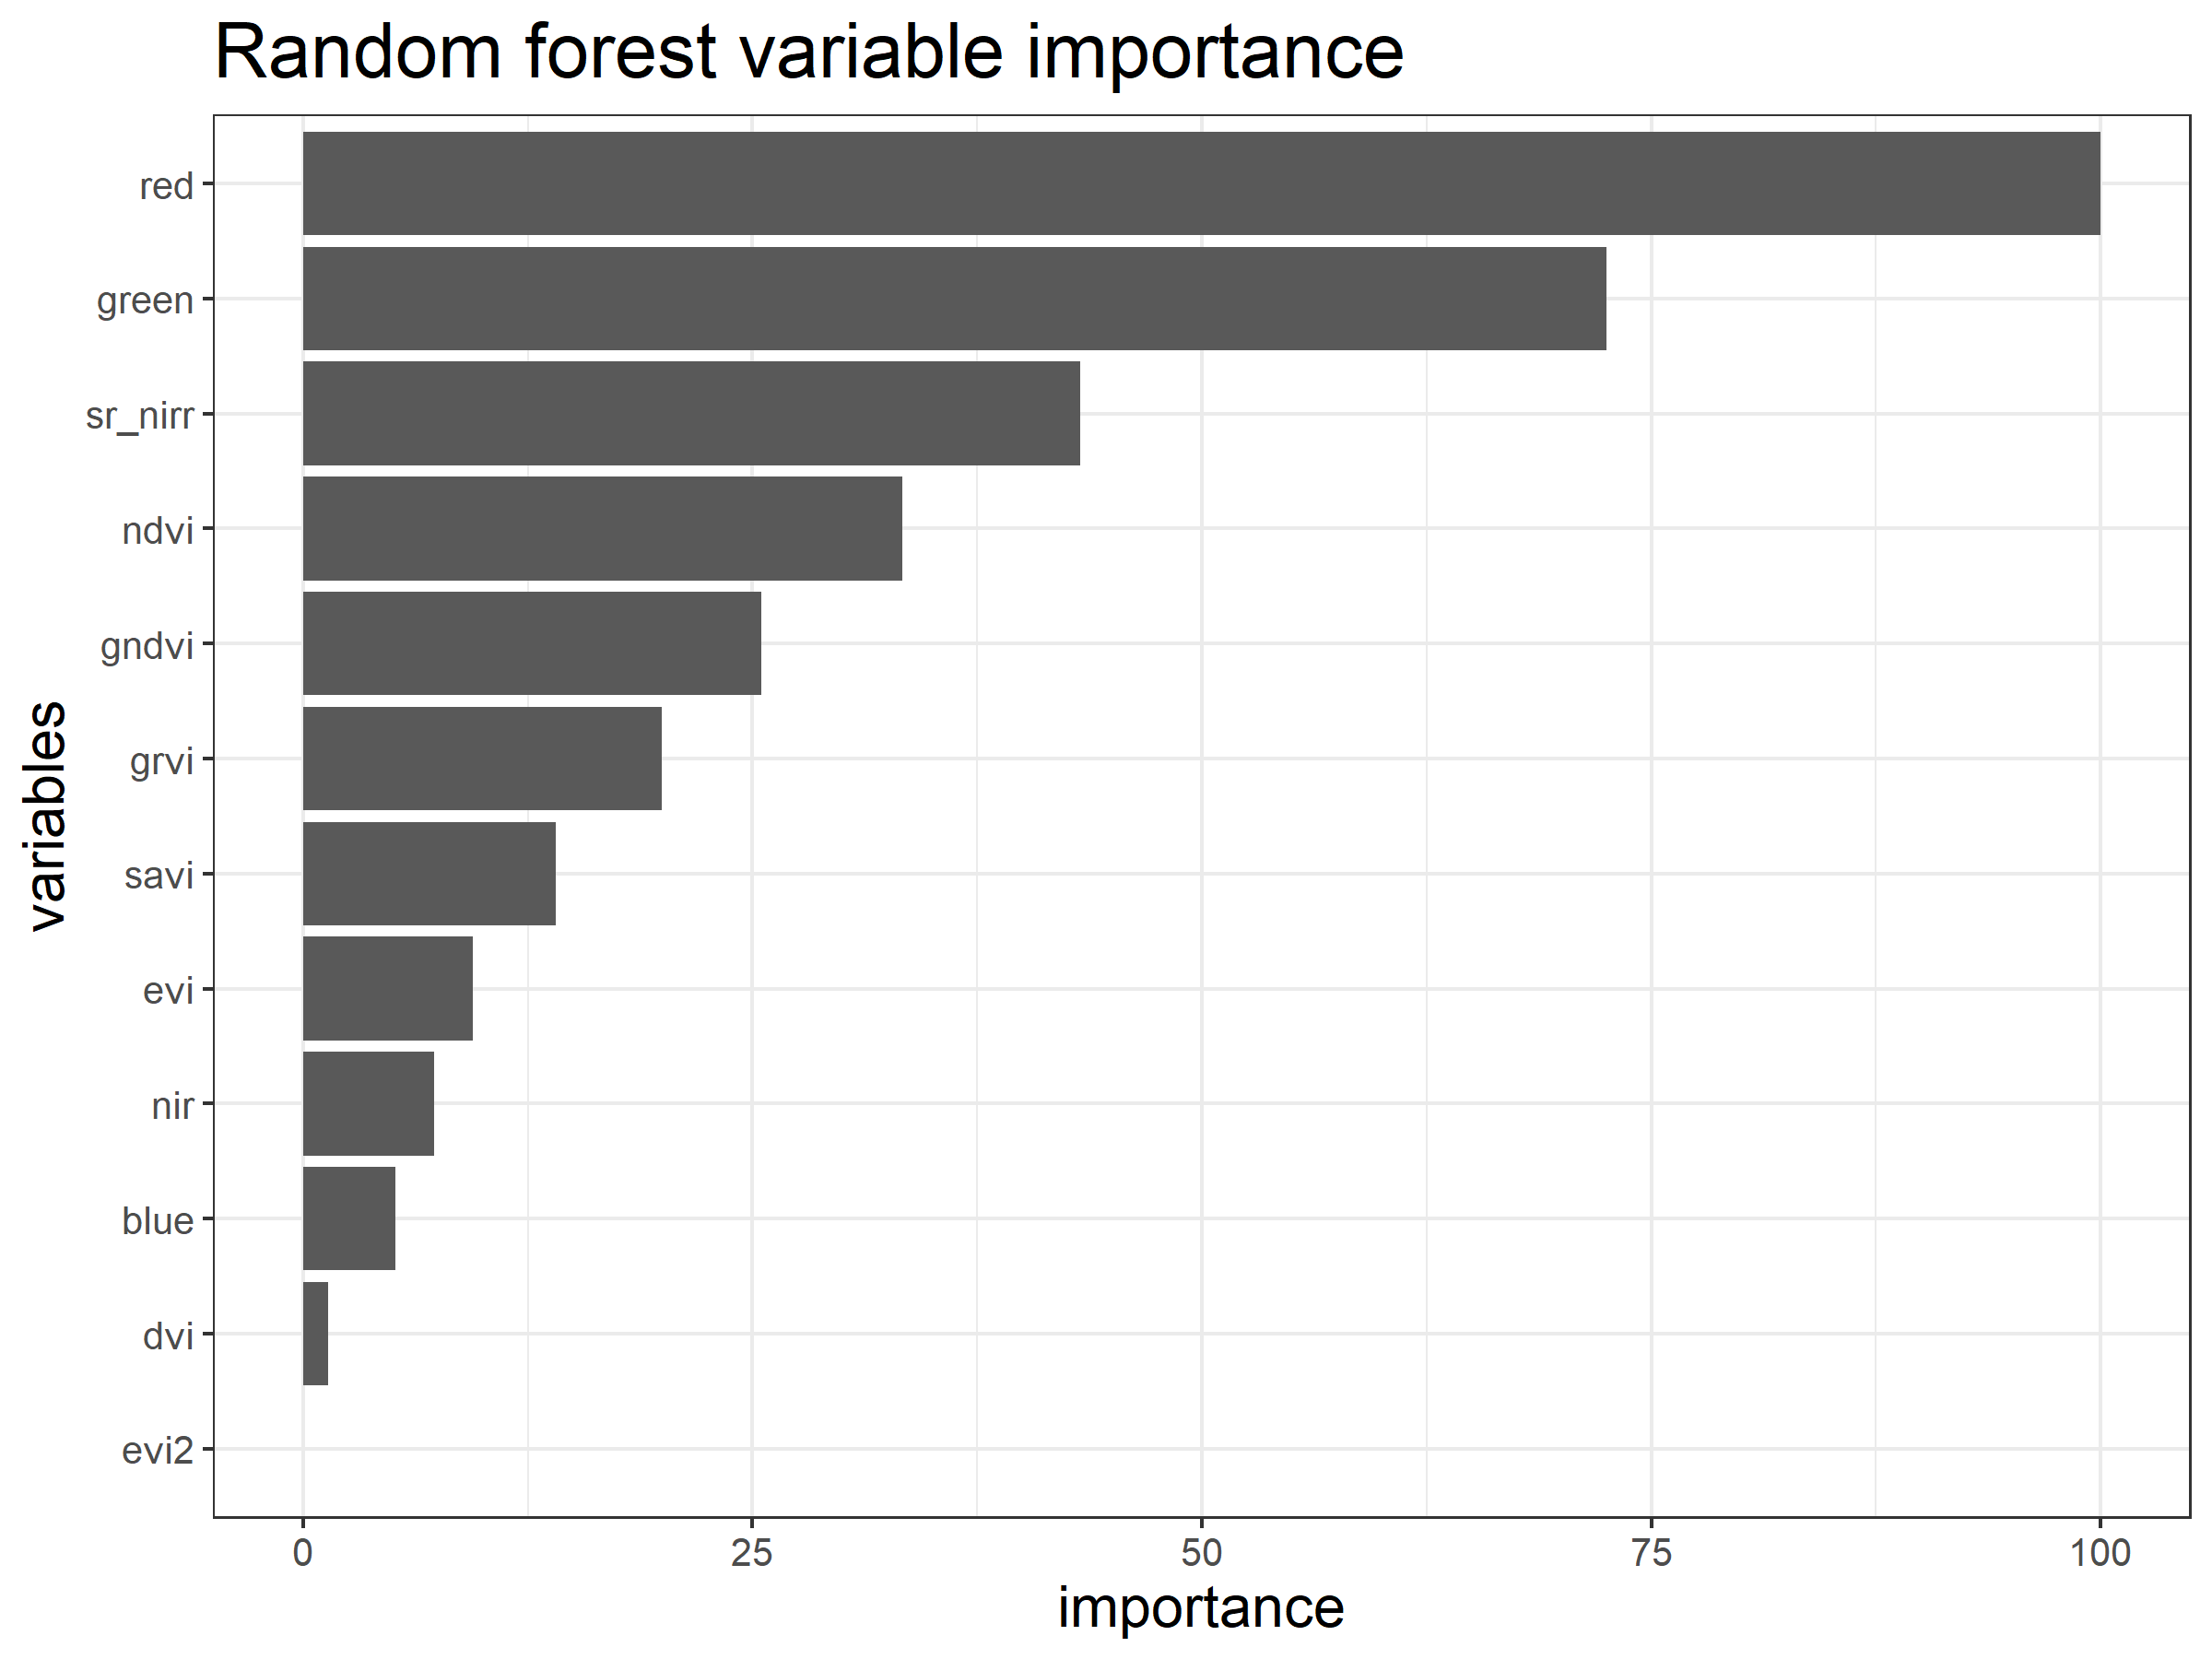 Random forest variable importance
red
green
sr_nirr
ndvi
gndvi
grvi
savi
evi
nir
blue
dvi
evi2
variables
0 25 50 75 100
importance